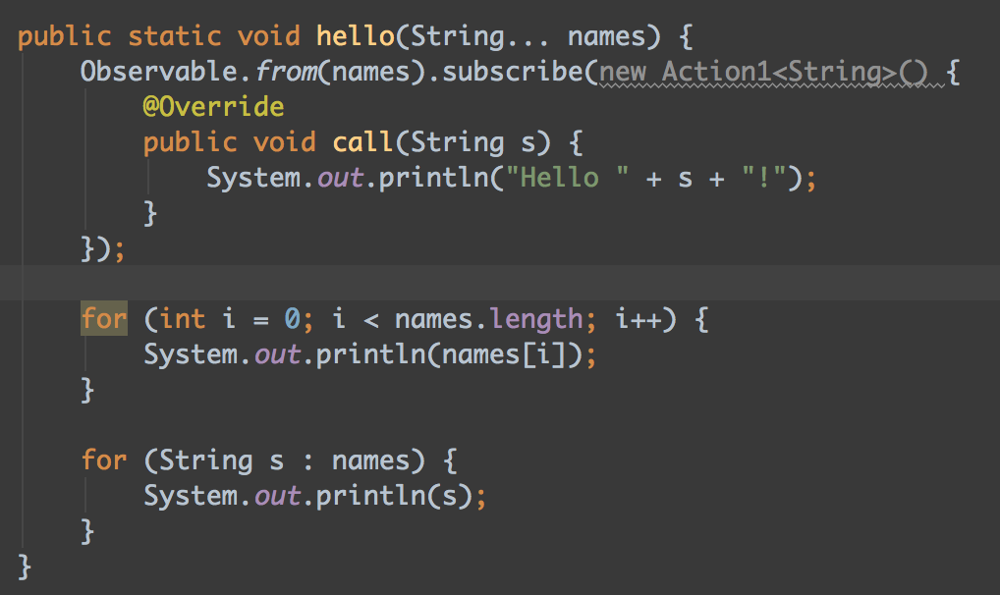 public static void hello(String... names) {
    Observable.from(names).subscribe(new Action1<String>() {
        @Override
        public void call(String s) {
            System.out.println("Hello " + s + "!");
        }
    });

    for (int i = 0; i < names.length; i++) {
        System.out.println(names[i]);
    }

    for (String s : names) {
        System.out.println(s);
    }
}